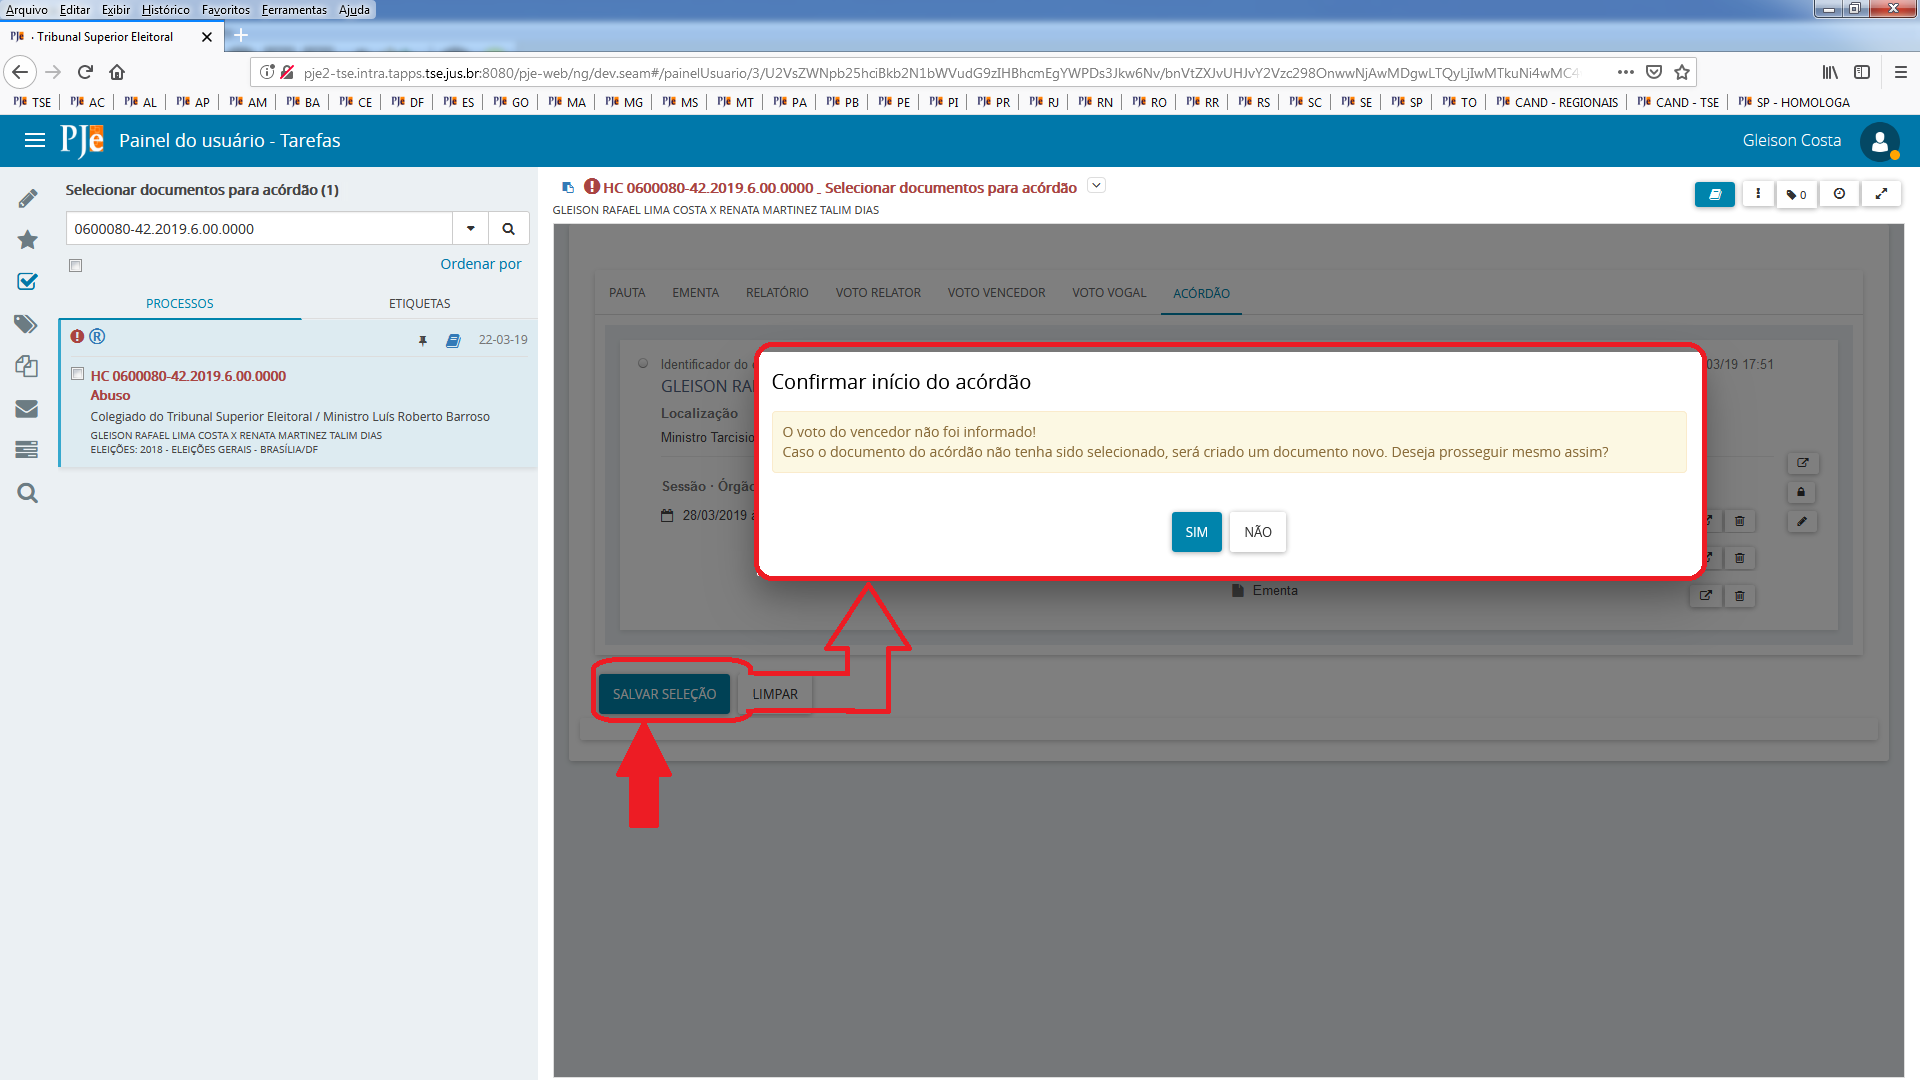 Arquivo Editar Exibir Histórico Favoritos Ferramentas Ajuda
PJe · Tribunal Superior Eleitoral
pje2-tse.intra.tapps.tse.jus.br:8080/pje-web/ng/dev.seam#/painelUsuario/3/U2VsZWNpb25hciBkb2N1bWVudG9zIHBhcmEgYWPDs3Jkw6Nv/bnVtZXJvUHJvY2Vzc298OnwwNjAwMDgwLTQyLjIwMTkuNi4wMC4
PJe TSE PJe AC PJe AL PJe AP PJe AM PJe BA PJe CE PJe DF PJe ES PJe GO PJe MA PJe MG PJe MS PJe MT PJe PA PJe PB PJe PE PJe PI PJe PR PJe RJ PJe RN PJe RO PJe RR PJe RS PJe SC PJe SE PJe SP PJe TO PJe CAND - REGIONAIS PJe CAND - TSE PJe SP - HOMOLOGA
PJe Painel do usuário - Tarefas
Gleison Costa
Selecionar documentos para acórdão (1)
0600080-42.2019.6.00.0000
Ordenar por
PROCESSOS ETIQUETAS
R 22-03-19
HC 0600080-42.2019.6.00.0000
Abuso
Colegiado do Tribunal Superior Eleitoral / Ministro Luís Roberto Barroso
GLEISON RAFAEL LIMA COSTA X RENATA MARTINEZ TALIM DIAS
ELEIÇÕES: 2018 - ELEIÇÕES GERAIS - BRASÍLIA/DF
HC 0600080-42.2019.6.00.0000 _ Selecionar documentos para acórdão
0
GLEISON RAFAEL LIMA COSTA X RENATA MARTINEZ TALIM DIAS
PAUTA EMENTA RELATÓRIO VOTO RELATOR VOTO VENCEDOR VOTO VOGAL ACÓRDÃO
Identificador do
03/19 17:51
GLEISON RA
Localização
Ministro Tarcisio
Sessão · Órgão
28/03/2019
Confirmar início do acórdão
O voto do vencedor não foi informado!
Caso o documento do acórdão não tenha sido selecionado, será criado um documento novo. Deseja prosseguir mesmo assim?
SIM NÃO
Ementa
SALVAR SELEÇÃO LIMPAR